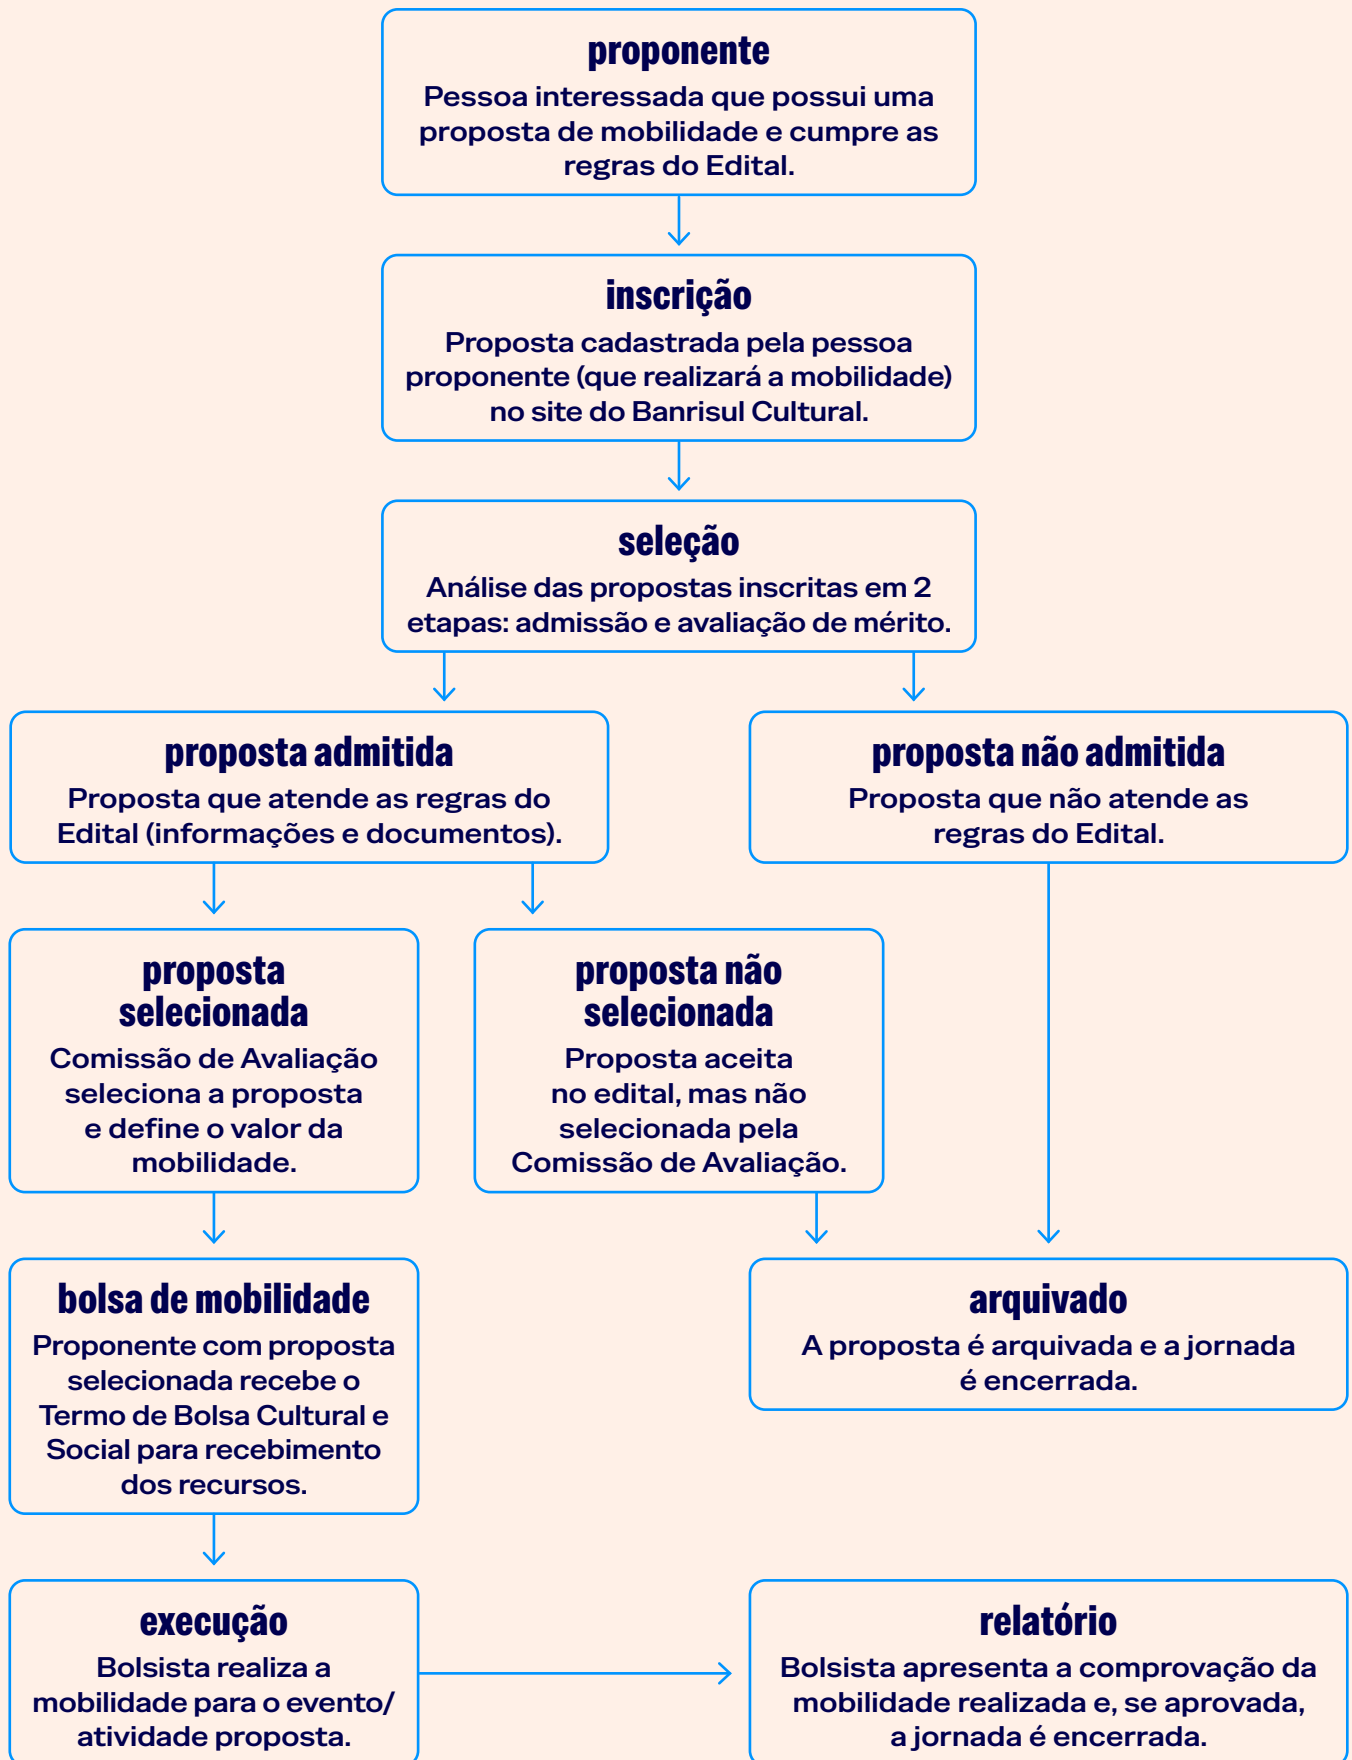 proponente
Pessoa interessada que possui uma
proposta de mobilidade e cumpre as
regras do Edital.
inscrição
Proposta cadastrada pela pessoa
proponente (que realizará a mobilidade)
no site do Banrisul Cultural.
seleção
Análise das propostas inscritas em 2
etapas: admissão e avaliação de mérito.
proposta admitida
Proposta que atende as regras do
Edital (informações e documentos).
proposta não admitida
Proposta que não atende as
regras do Edital.
proposta
selecionada
Comissão de Avaliação
seleciona a proposta
e define o valor da
mobilidade.
proposta não
selecionada
Proposta aceita
no edital, mas não
selecionada pela
Comissão de Avaliação.
bolsa de mobilidade
Proponente com proposta
selecionada recebe o
Termo de Bolsa Cultural e
Social para recebimento
dos recursos.
arquivado
A proposta é arquivada e a jornada
é encerrada.
execução
Bolsista realiza a
mobilidade para o evento/
atividade proposta.
relatório
Bolsista apresenta a comprovação da
mobilidade realizada e, se aprovada,
a jornada é encerrada.